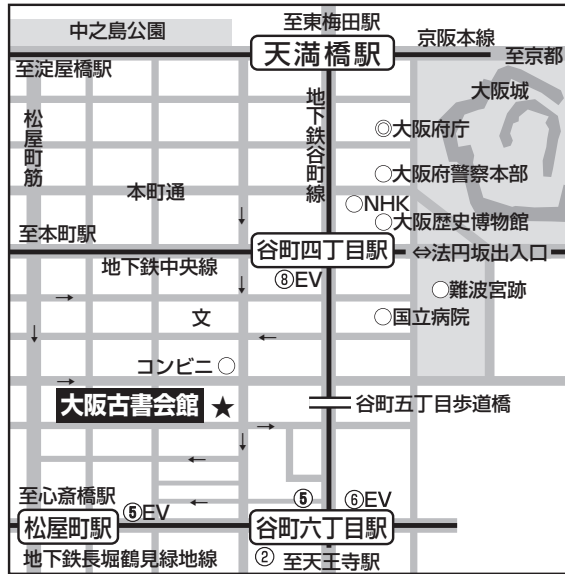 至東梅田駅
中之島公園
天満橋駅
京阪本線
至淀屋橋駅
至京都
大阪城
松屋町筋
地下鉄谷町線
◎大阪府庁
○大阪府警察本部
本町通
○NHK
○大阪歴史博物館
至本町駅
谷町四丁目駅
⇔法円坂出入口
地下鉄中央線
⑧EV
○難波宮跡
文
○国立病院
コンビニ○
大阪古書会館 ★
谷町五丁目歩道橋
至心斎橋駅
⑤EV
⑤
⑥EV
松屋町駅
谷町六丁目駅
地下鉄長堀鶴見緑地線
②
至天王寺駅